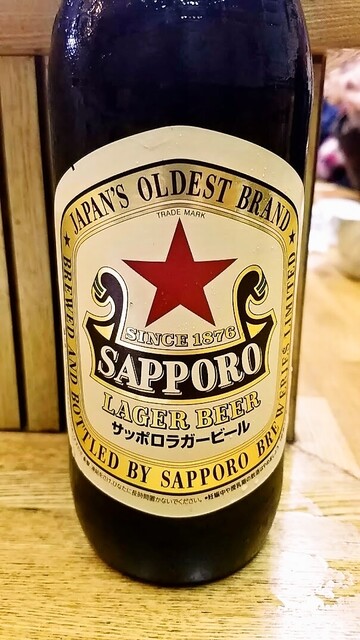 ★ JAPAN'S OLDEST BRAND ★
TRADE MARK
SINCE 1876
SAPPORO
LAGER BEER
サッポロラガービール
BREWED AND BOTTLED BY SAPPORO BREWERIES LIMITED